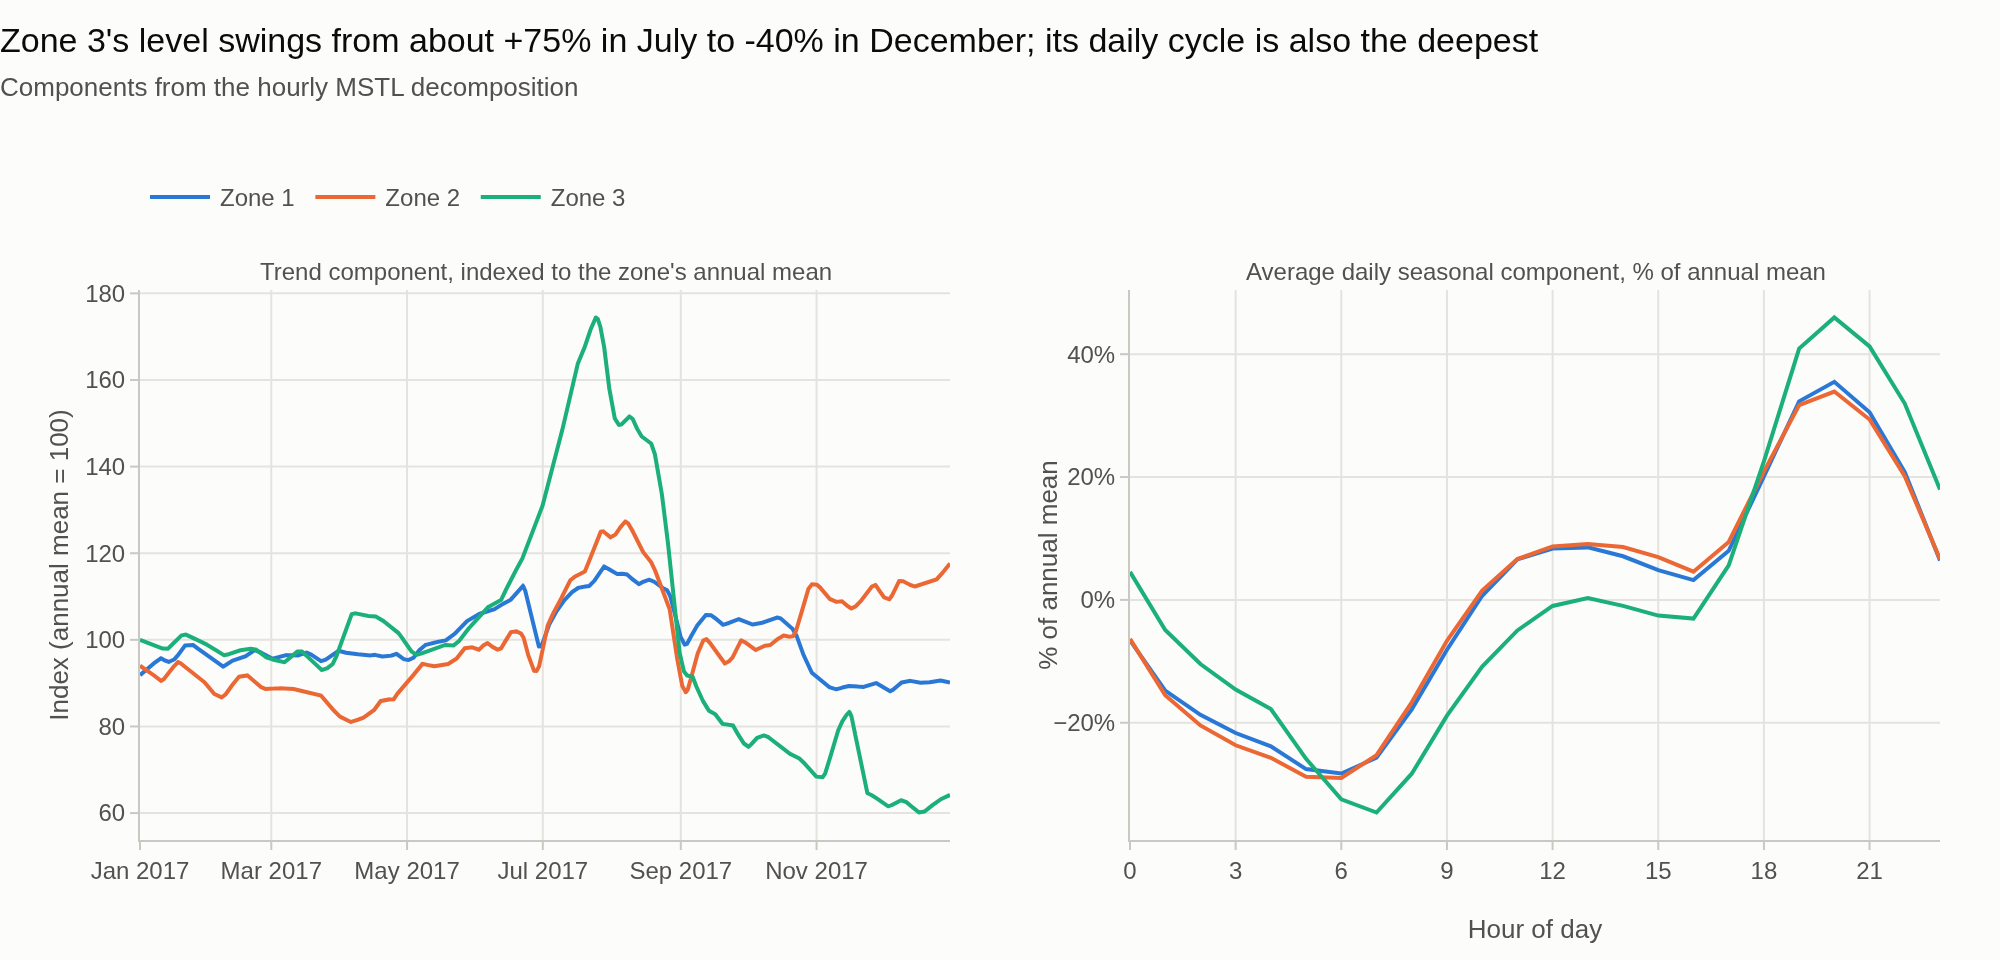 Zone 3's level swings from about +75% in July to -40% in December; its daily cycle is also the deepest
Components from the hourly MSTL decomposition
Zone 1 Zone 2 Zone 3
Trend component, indexed to the zone's annual mean
Index (annual mean = 100)
180
160
140
120
100
80
60
Jan 2017 Mar 2017 May 2017 Jul 2017 Sep 2017 Nov 2017
Average daily seasonal component, % of annual mean
% of annual mean
40%
20%
0%
−20%
0 3 6 9 12 15 18 21
Hour of day